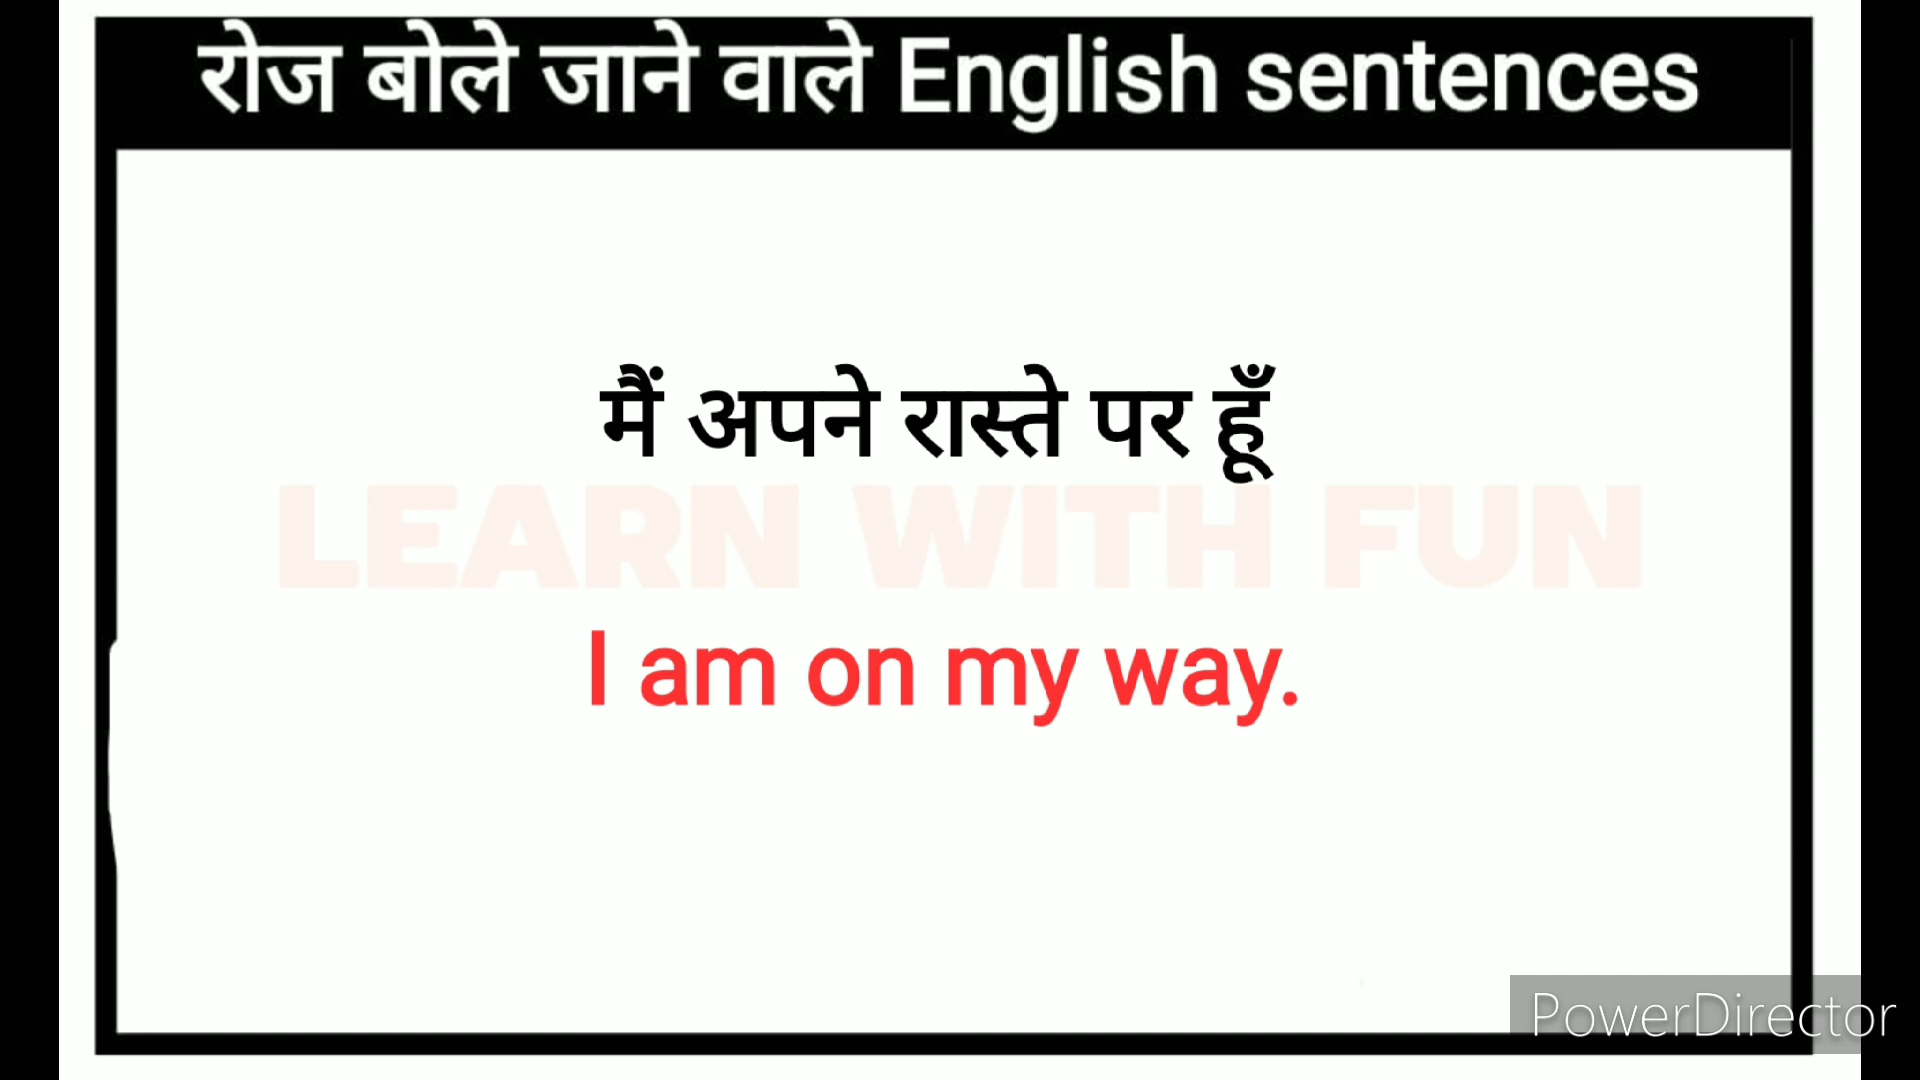 रोज बोले जाने वाले English sentences
मैं अपने रास्ते पर हूँ
LEARN WITH FUN
I am on my way.
PowerDirector